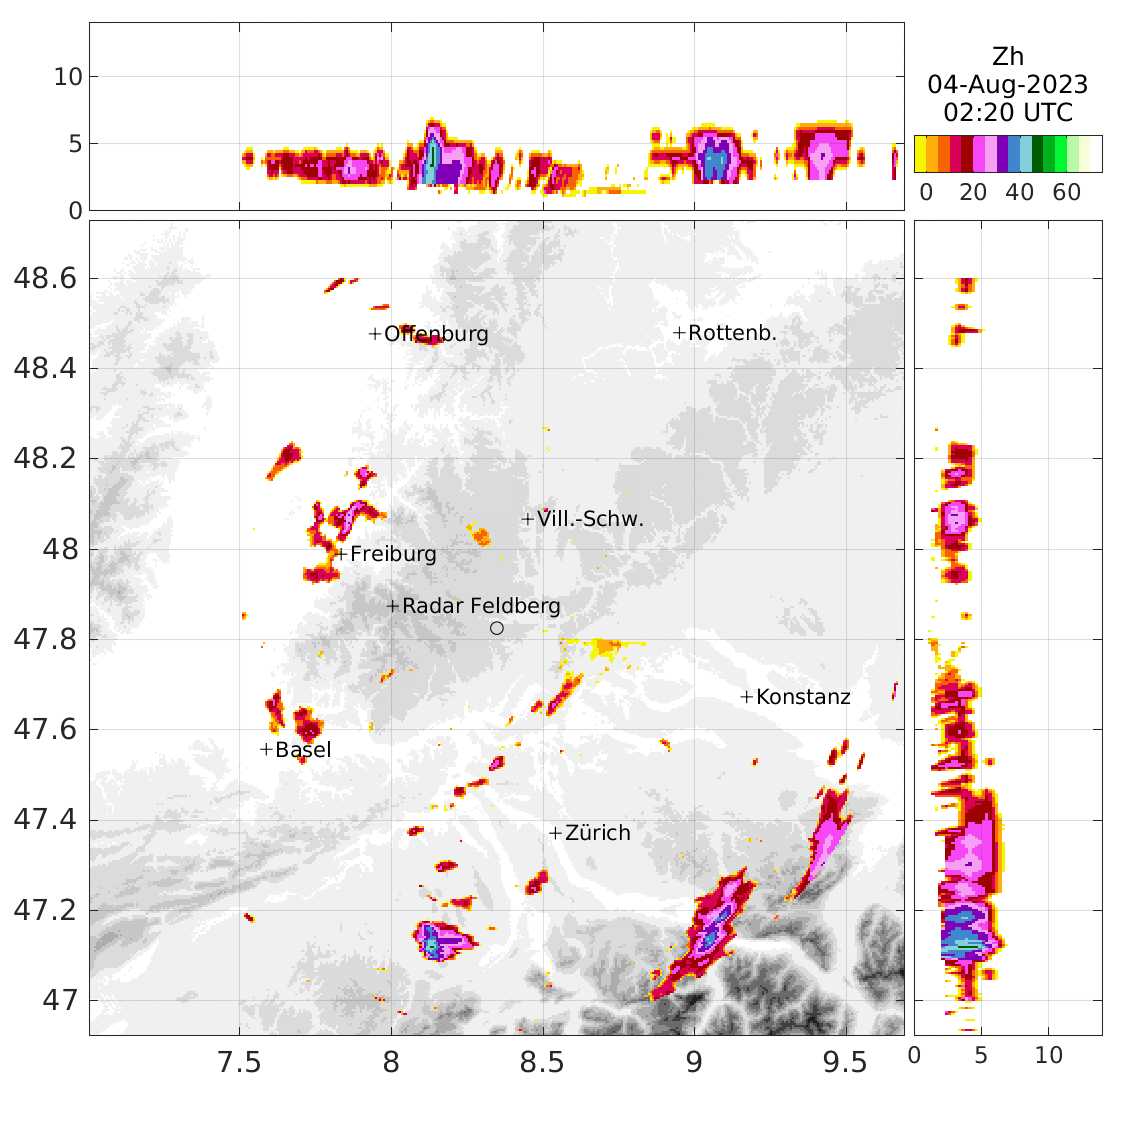 10
5
0
Zh
04-Aug-2023
02:20 UTC
0 20 40 60
48.6
48.4
48.2
48
47.8
47.6
47.4
47.2
47
+Offenburg
+Rottenb.
+Vill.-Schw.
+Freiburg
+Radar Feldberg
+Konstanz
+Basel
+Zürich
7.5 8 8.5 9 9.5
0 5 10